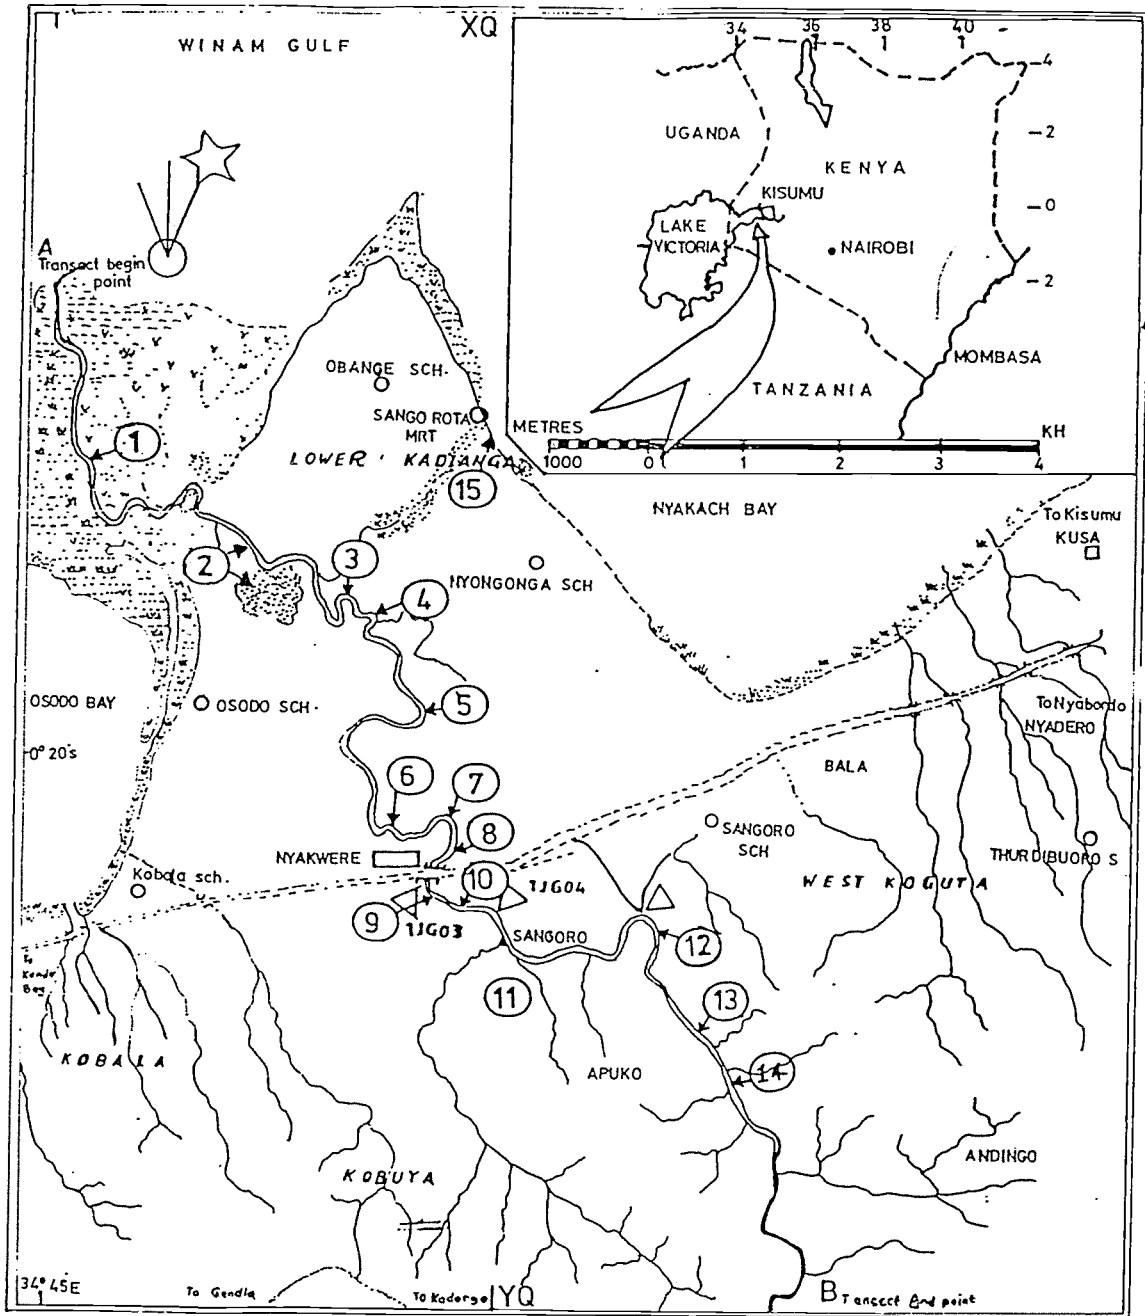 XQ
WINAM GULF
34 36 38 40
4
UGANDA
2
KENYA
KISUMU
0
LAKE
VICTORIA
NAIROBI
2
MOMBASA
TANZANIA
METRES
KH
1000 0 1 2 3 4
A
Transect begin
point
OBANGE SCH.
SANGO ROTA
MRT
1
LOWER KADIANGA
15
NYAKACH BAY
To Kisumu
KUSA
2
3
NYONGONGA SCH
4
OSODO BAY
OSODO SCH.
5
To Nyabondo
NYADERO
0° 20's
BALA
6
7
8
SANGORO
SCH
NYAKWERE
THURDIBUORO S
Kobala sch.
10
1JG04
WEST KOGUTA
9
1JG03
SANGORO
12
To
Kendu
Bay
11
13
KOBALA
APUKO
14
ANDINGO
KOBUYA
34° 45E
To Gendia
To Kadongo
YQ
B
Transect End point